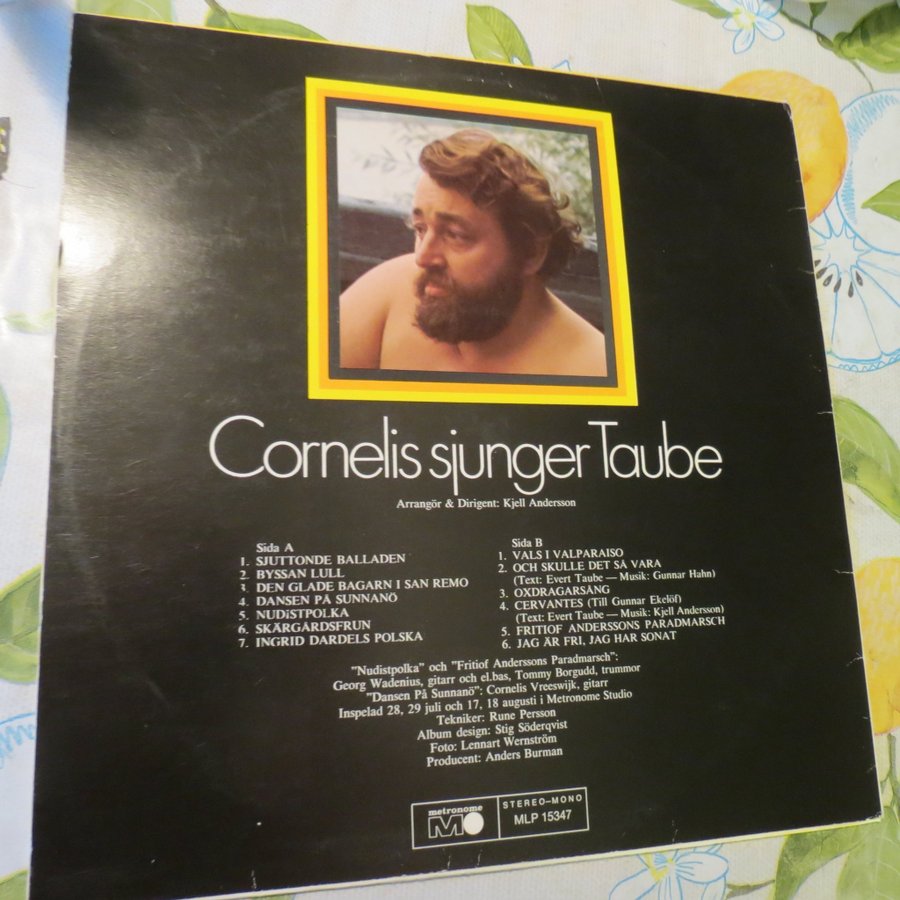 Cornelis sjunger Taube
Arrangör & Dirigent: Kjell Andersson
Sida A
1. SJUTTONDE BALLADEN
2. BYSSAN LULL
3. DEN GLADE BAGARN I SAN REMO
4. DANSEN PÅ SUNNANÖ
5. NUDISTPOLKA
6. SKÄRGÅRDSFRUN
7. INGRID DARDELS POLSKA
Sida B
1. VALS I VALPARAISO
2. OCH SKULLE DET SÅ VARA
(Text: Evert Taube — Musik: Gunnar Hahn)
3. OXDRAGARSÅNG
4. CERVANTES (Till Gunnar Ekelöf)
(Text: Evert Taube — Musik: Kjell Andersson)
5. FRITIOF ANDERSSONS PARADMARSCH
6. JAG ÄR FRI, JAG HAR SONAT
"Nudistpolka" och "Fritiof Anderssons Paradmarsch":
Georg Wadenius, gitarr och el.bas, Tommy Borgudd, trummor
"Dansen På Sunnanö": Cornelis Vreeswijk, gitarr
Inspelad 28, 29 juli och 17, 18 augusti i Metronome Studio
Tekniker: Rune Persson
Album design: Stig Söderqvist
Foto: Lennart Wernström
Producent: Anders Burman
metronome
STEREO-MONO
MLP 15347